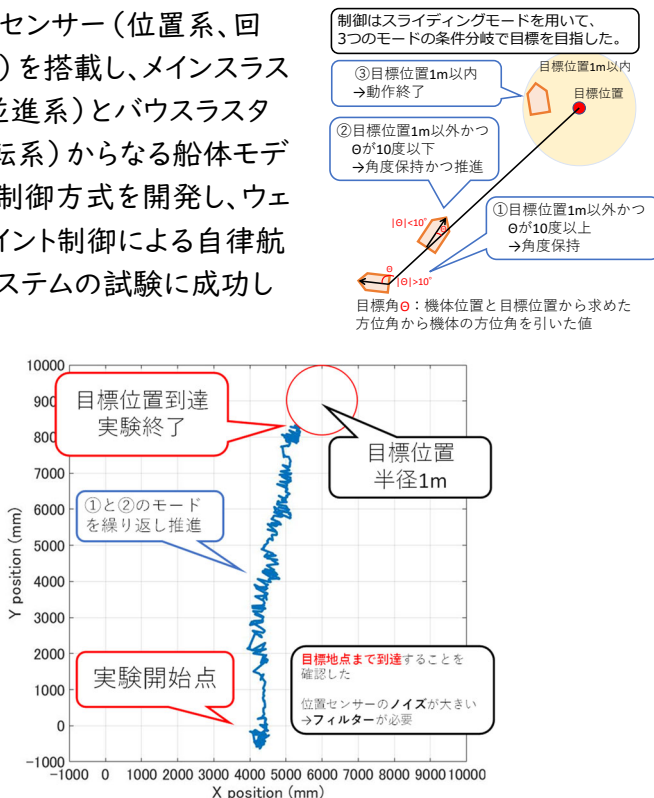 センサー(位置系、回
)を搭載し、メインスラス
並進系)とバウスラスタ
転系)からなる船体モデ
制御方式を開発し、ウェ
イント制御による自律航
ステムの試験に成功し
制御はスライディングモードを用いて、
3つのモードの条件分岐で目標を目指した。
目標位置1m以内
目標位置
③目標位置1m以内
→動作終了
②目標位置1m以外かつ
Θが10度以下
→角度保持かつ推進
|Θ|<10°
①目標位置1m以外かつ
Θが10度以上
→角度保持
Θ
|Θ|>10°
目標角Θ：機体位置と目標位置から求めた
方位角から機体の方位角を引いた値
10000
900
800
7000
6000
5000
4000
3000
2000
1000
0
-1000
Y position (mm)
目標位置到達
実験終了
目標位置
半径1m
①と②のモード
を繰り返し推進
実験開始点
目標地点まで到達することを
確認した
位置センサーのノイズが大きい
→フィルターが必要
-1000 0 1000 2000 3000 4000 5000 6000 7000 8000 9000 10000
X position (mm)